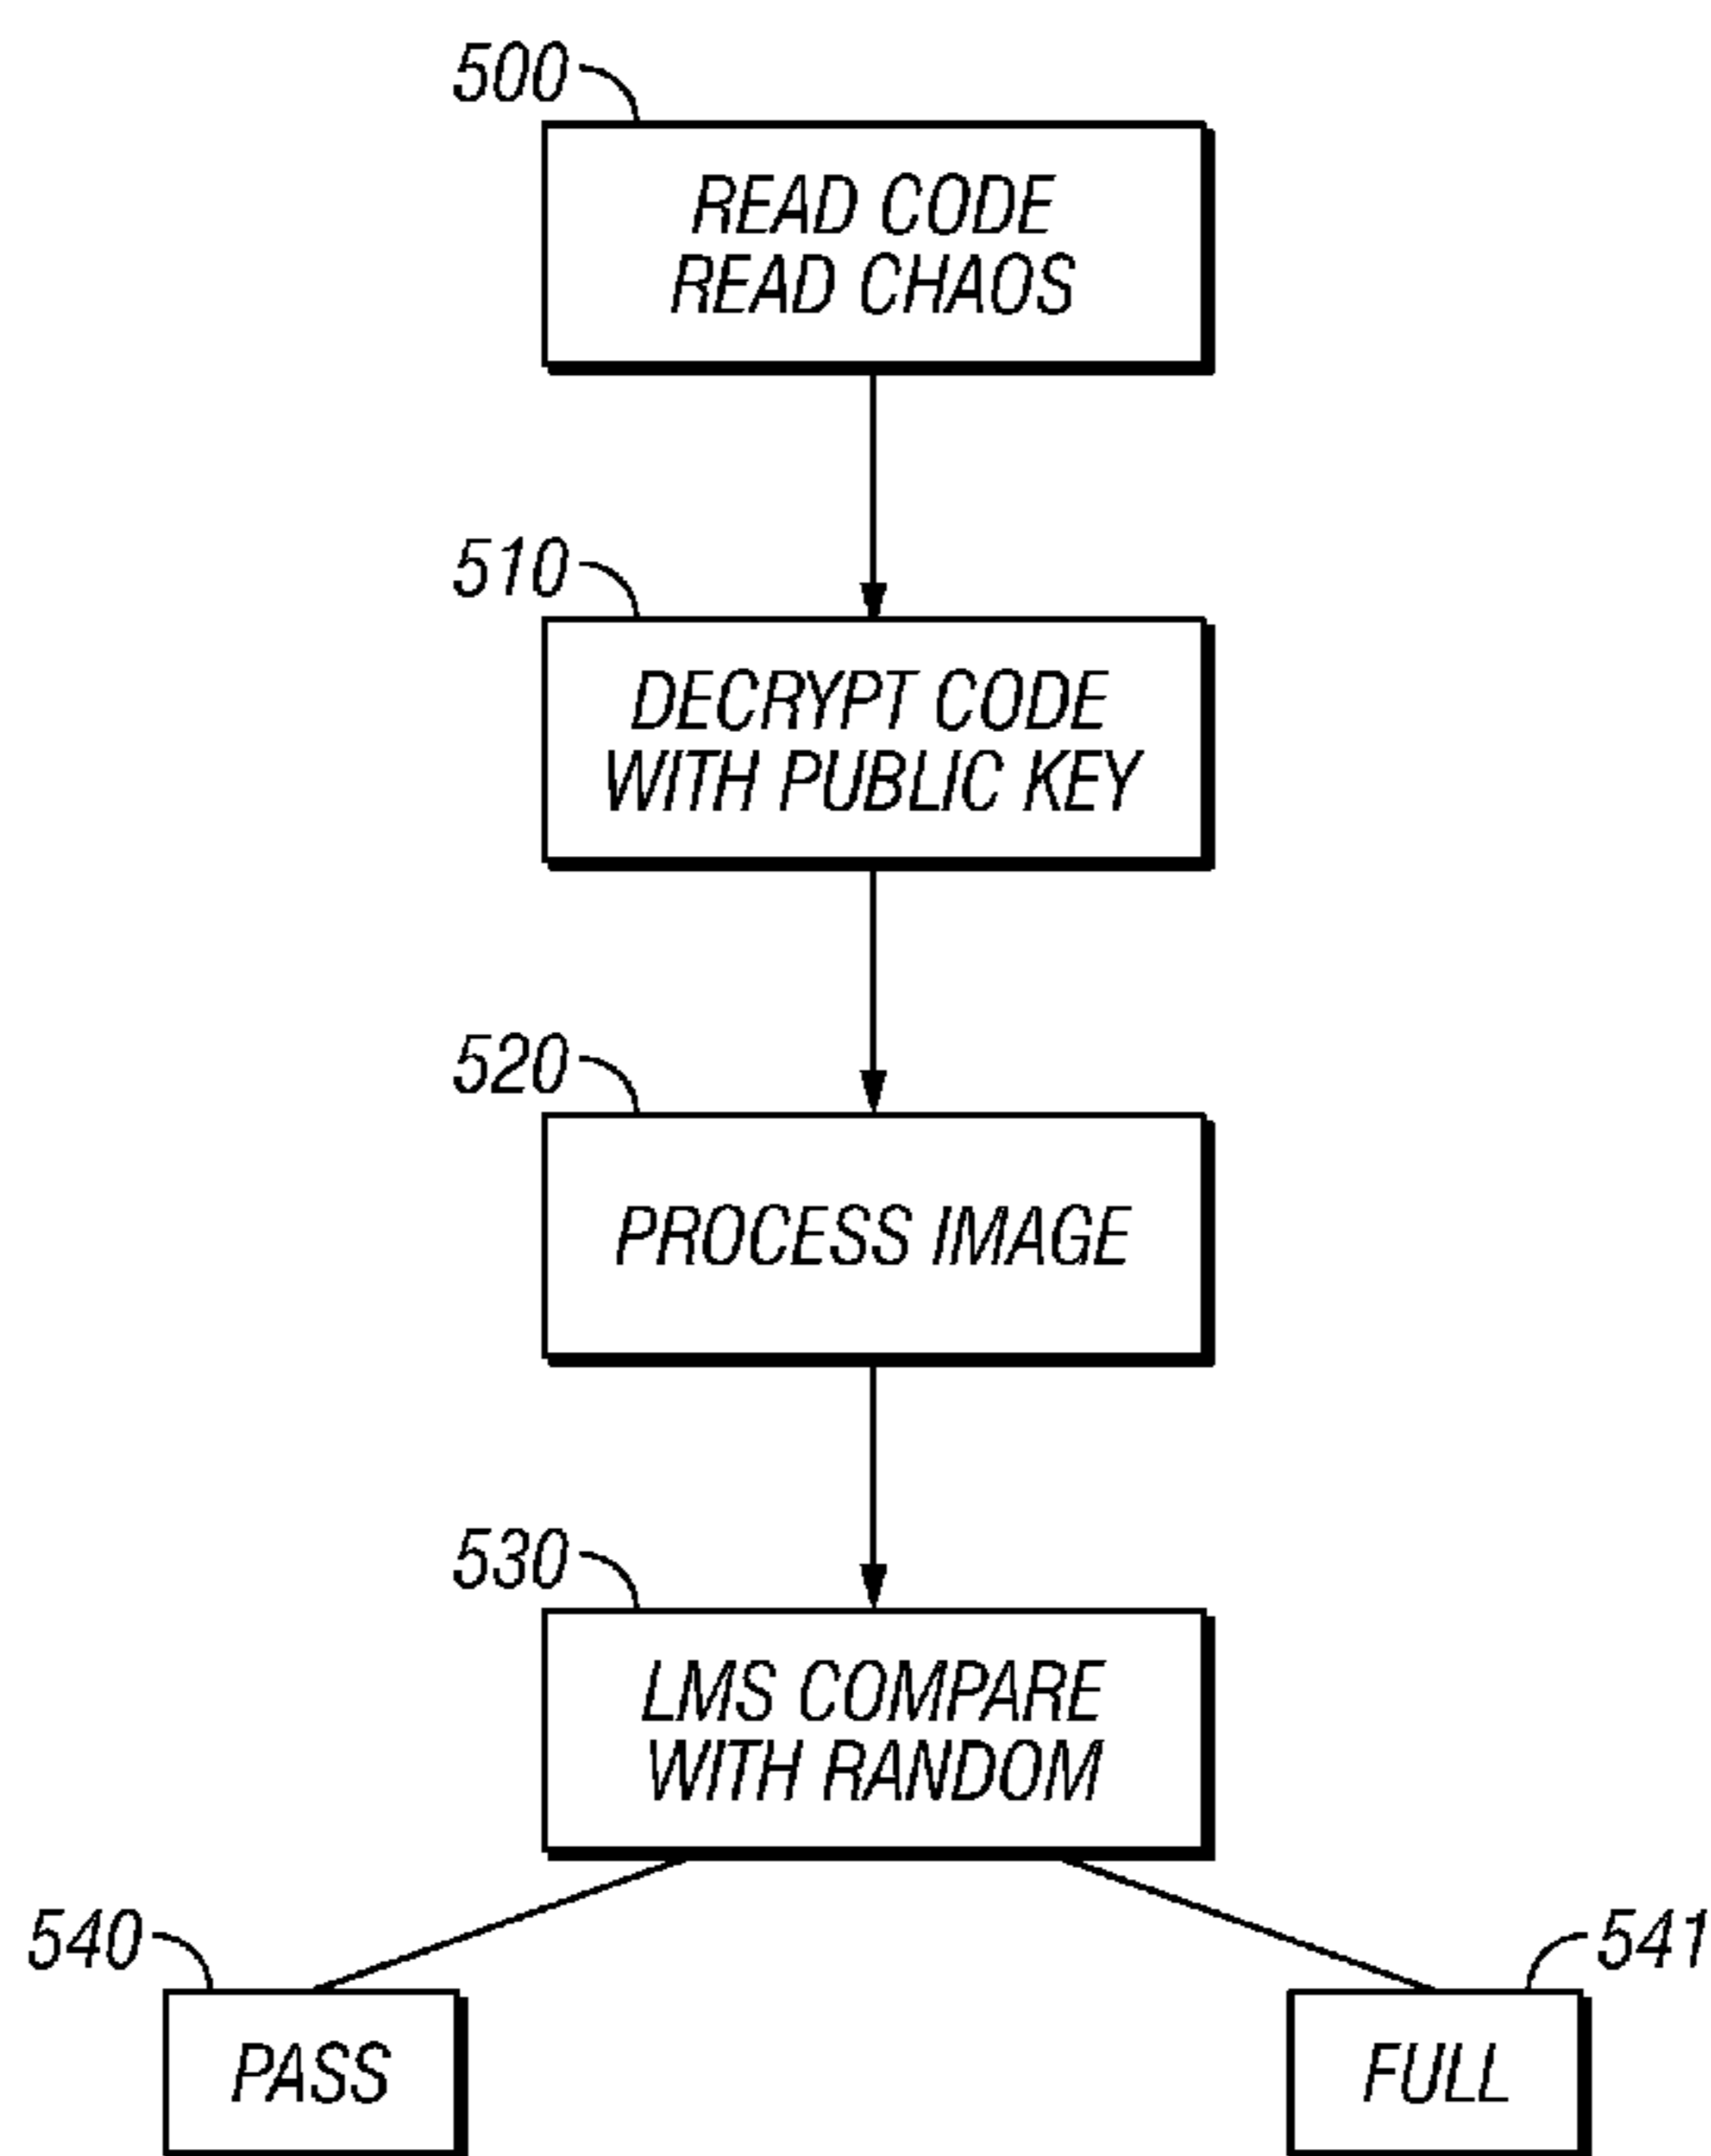 500
READ CODE
READ CHAOS
510
DECRYPT CODE
WITH PUBLIC KEY
520
PROCESS IMAGE
530
LMS COMPARE
WITH RANDOM
540
541
PASS
FULL